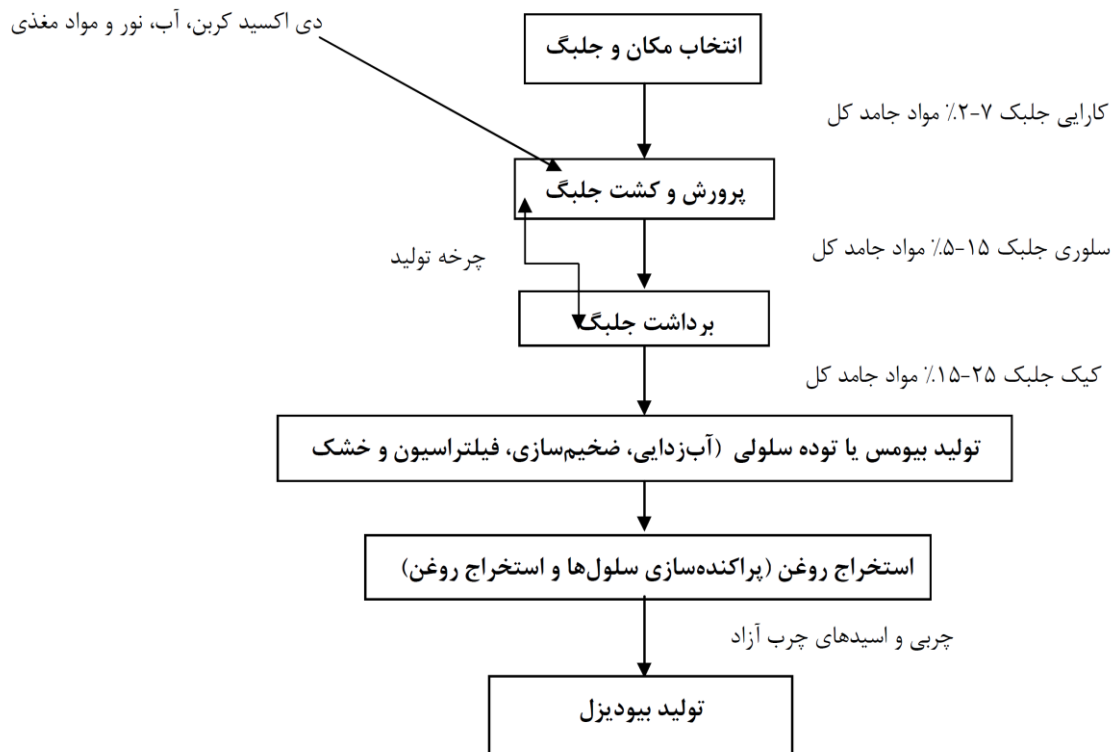 دی اکسید کربن، آب، نور و مواد مغذی
انتخاب مکان و جلبگ
کارایی جلبک ۷-۲٪ مواد جامد کل
پرورش و کشت جلبگ
سلوری جلبک ۱۵-۵٪ مواد جامد کل
چرخه تولید
برداشت جلبگ
کیک جلبک ۲۵-۱۵٪ مواد جامد کل
تولید بیومس یا توده سلولی (آب‌زدایی، ضخیم‌سازی، فیلتراسیون و خشک
استخراج روغن (پراکنده‌سازی سلول‌ها و استخراج روغن)
چربی و اسیدهای چرب آزاد
تولید بیودیزل